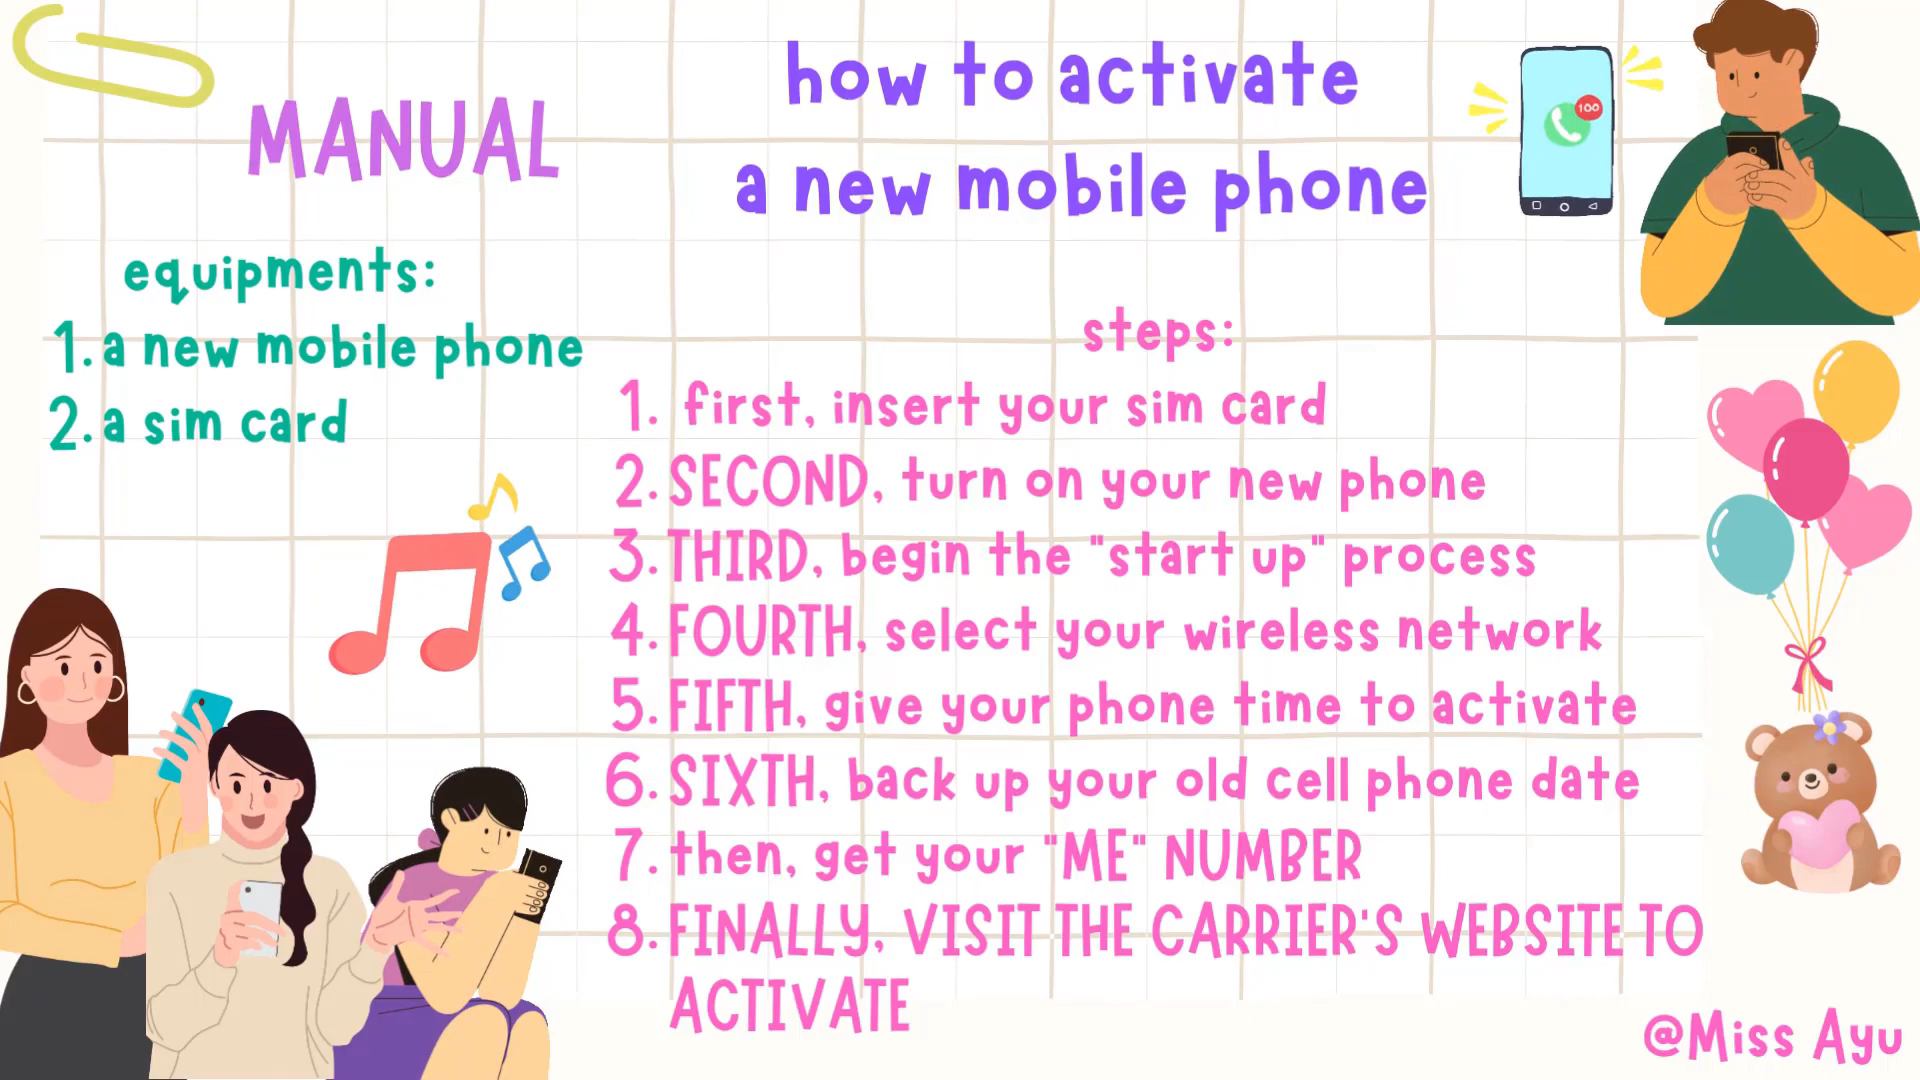 MANUAL
how to activate
a new mobile phone
100
equipments:
1. a new mobile phone
2. a sim card
steps:
1. first, insert your sim card
2. SECOND, turn on your new phone
3. THIRD, begin the "start up" process
4. FOURTH, select your wireless network
5. FIFTH, give your phone time to activate
6. SIXTH, back up your old cell phone date
7. then, get your "ME" NUMBER
8. FINALLY, VISIT THE CARRIER'S WEBSITE TO
ACTIVATE
@Miss Ayu